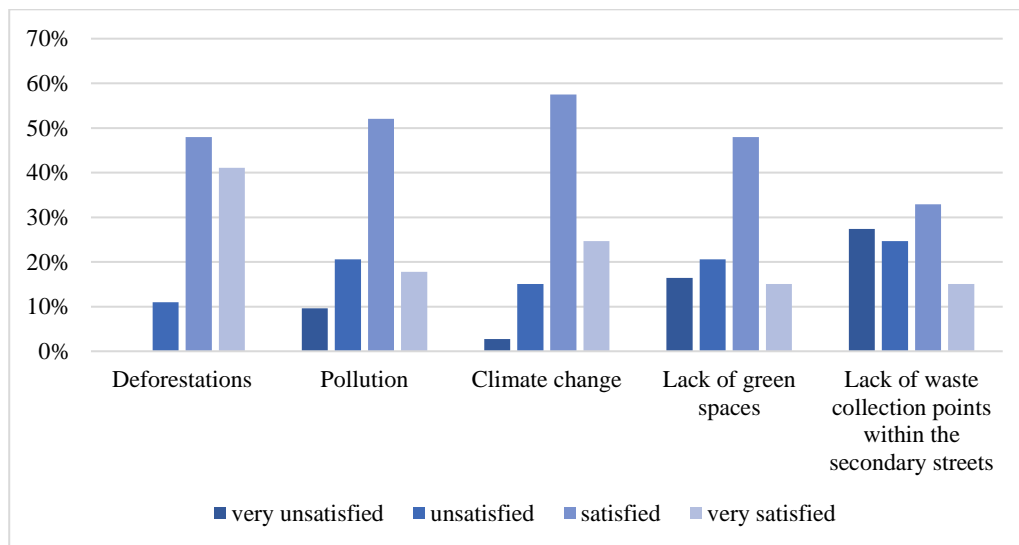 70%
60%
50%
40%
30%
20%
10%
0%
Deforestations
Pollution
Climate change
Lack of green
spaces
Lack of waste
collection points
within the
secondary streets
very unsatisfied
unsatisfied
satisfied
very satisfied